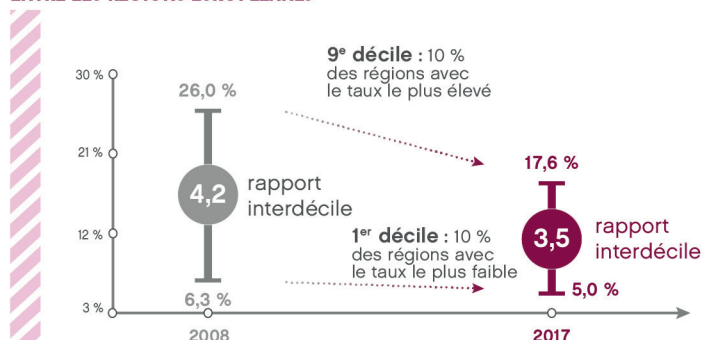 9e décile : 10 %
des régions avec
le taux le plus élevé
30 %
26,0 %
21 %
17,6 %
4,2
rapport
interdécile
12 %
1er décile : 10 %
des régions avec
le taux le plus faible
3,5
rapport
interdécile
6,3 %
5,0 %
3 %
2008
2017